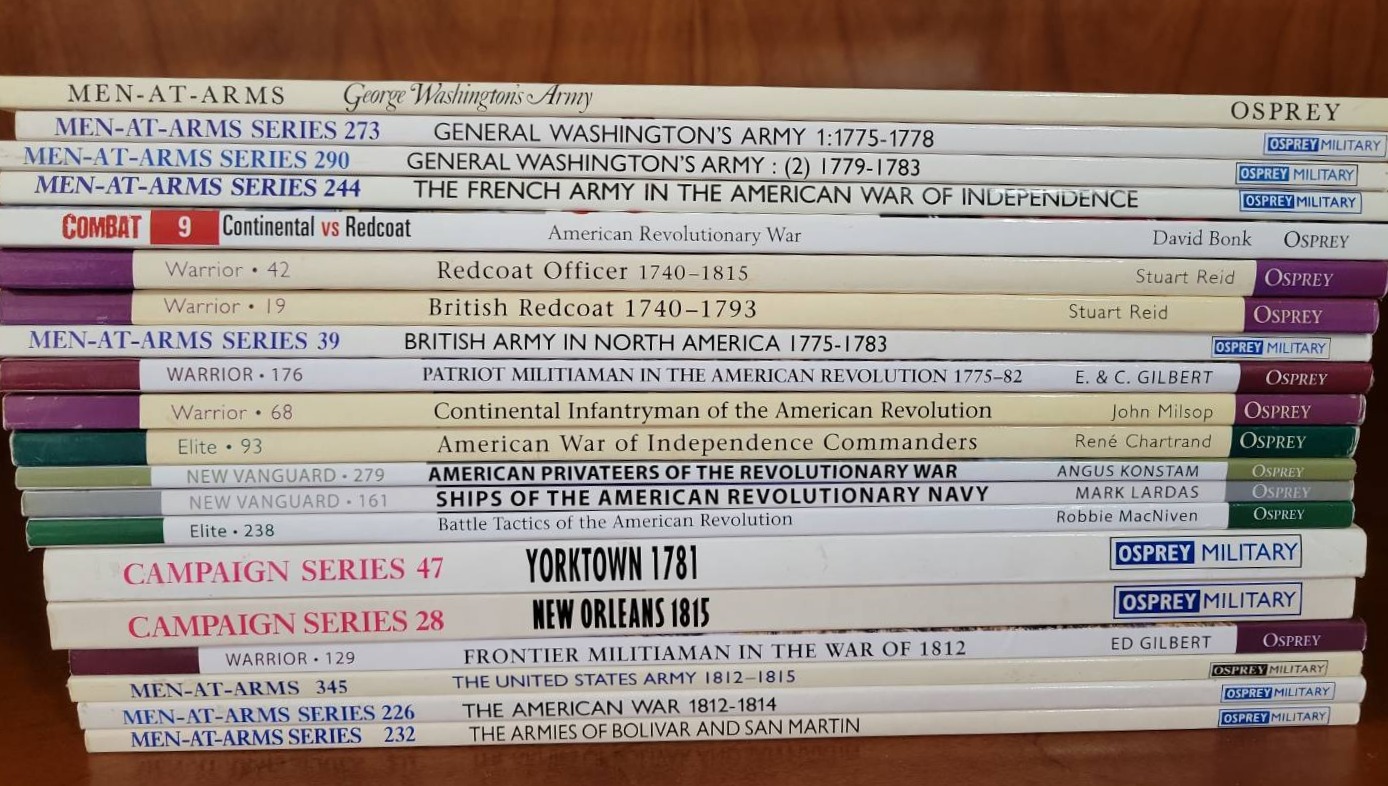 MEN-AT-ARMS George Washington's Army OSPREY
MEN-AT-ARMS SERIES 273 GENERAL WASHINGTON'S ARMY 1:1775-1778 OSPREY MILITARY
MEN-AT-ARMS SERIES 290 GENERAL WASHINGTON'S ARMY : (2) 1779-1783 OSPREY MILITARY
MEN-AT-ARMS SERIES 244 THE FRENCH ARMY IN THE AMERICAN WAR OF INDEPENDENCE OSPREY MILITARY
COMBAT 9 Continental vs Redcoat American Revolutionary War David Bonk OSPREY
Warrior • 42 Redcoat Officer 1740–1815 Stuart Reid OSPREY
Warrior • 19 British Redcoat 1740–1793 Stuart Reid OSPREY
MEN-AT-ARMS SERIES 39 BRITISH ARMY IN NORTH AMERICA 1775-1783 OSPREY MILITARY
WARRIOR • 176 PATRIOT MILITIAMAN IN THE AMERICAN REVOLUTION 1775–82 E. & C. GILBERT OSPREY
Warrior • 68 Continental Infantryman of the American Revolution John Milsop OSPREY
Elite • 93 American War of Independence Commanders René Chartrand OSPREY
NEW VANGUARD • 279 AMERICAN PRIVATEERS OF THE REVOLUTIONARY WAR ANGUS KONSTAM OSPREY
NEW VANGUARD • 161 SHIPS OF THE AMERICAN REVOLUTIONARY NAVY MARK LARDAS OSPREY
Elite • 238 Battle Tactics of the American Revolution Robbie MacNiven OSPREY
CAMPAIGN SERIES 47 YORKTOWN 1781 OSPREY MILITARY
CAMPAIGN SERIES 28 NEW ORLEANS 1815 OSPREY MILITARY
WARRIOR • 129 FRONTIER MILITIAMAN IN THE WAR OF 1812 ED GILBERT OSPREY
MEN-AT-ARMS 345 THE UNITED STATES ARMY 1812–1815 OSPREY MILITARY
MEN-AT-ARMS SERIES 226 THE AMERICAN WAR 1812-1814 OSPREY MILITARY
MEN-AT-ARMS SERIES 232 THE ARMIES OF BOLIVAR AND SAN MARTIN OSPREY MILITARY